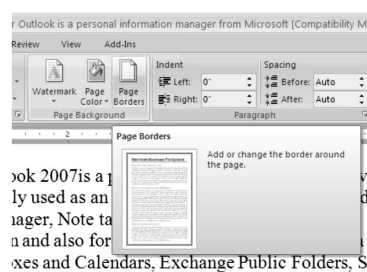 r Outlook is a personal information manager from Microsoft [Compatibility M
Review View Add-Ins
Indent Spacing
Watermark Page Color Page Borders
Left: 0" Before: Auto
Right: 0" After: Auto
Page Background Paragraph
2
Page Borders
Add or change the border around
the page.
ook 2007is a p
ly used as an
nager, Note ta
n and also for
oxes and Calendars, Exchange Public Folders, S